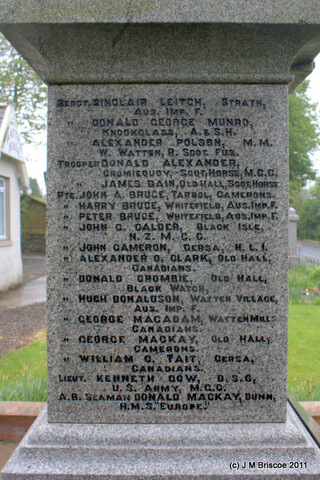 SERGT. SINCLAIR LEITCH, STRATH,
AUS. IMP. F.
" DONALD GEORGE MUNRO,
KNOCKGLASS, A.&S.H.
" ALEXANDER POLSON, M.M.
W. WATTEN, R. SCOT. FUS.
TROOPER DONALD ALEXANDER,
CROMIEQUOY, SCOT. HORSE, M.G.C.
" JAMES BAIN, OLD HALL, SCOT. HORSE
PTE. JOHN A. BRUCE, TARROUL, CAMERONS.
" HARRY BRUCE, WHITEFIELD, AUS. IMP. F.
" PETER BRUCE, WHITEFIELD, AUS. IMP. F.
" JOHN G. CALDER, BLACK ISLE,
N.Z.M.G.C.
" JOHN CAMERON, GERSA, H.L.I.
" ALEXANDER G. CLARK, OLD HALL,
CANADIANS.
" DONALD CROMBIE, OLD HALL,
BLACK WATCH,
" HUGH DONALDSON, WATTEN VILLAGE,
AUS. IMP. F.
" GEORGE MACADAM, WATTEN MILLS
CANADIANS.
" GEORGE MACKAY, OLD HALL,
CAMERONS.
" WILLIAM C. TAIT, GERSA,
CANADIANS.
LIEUT. KENNETH GOW, D.S.C,
U.S. ARMY, M.G.C.
A.B. SEAMAN DONALD MACKAY, DUNN,
H.M.S. "EUROPE."
(c) J M Briscoe 2011